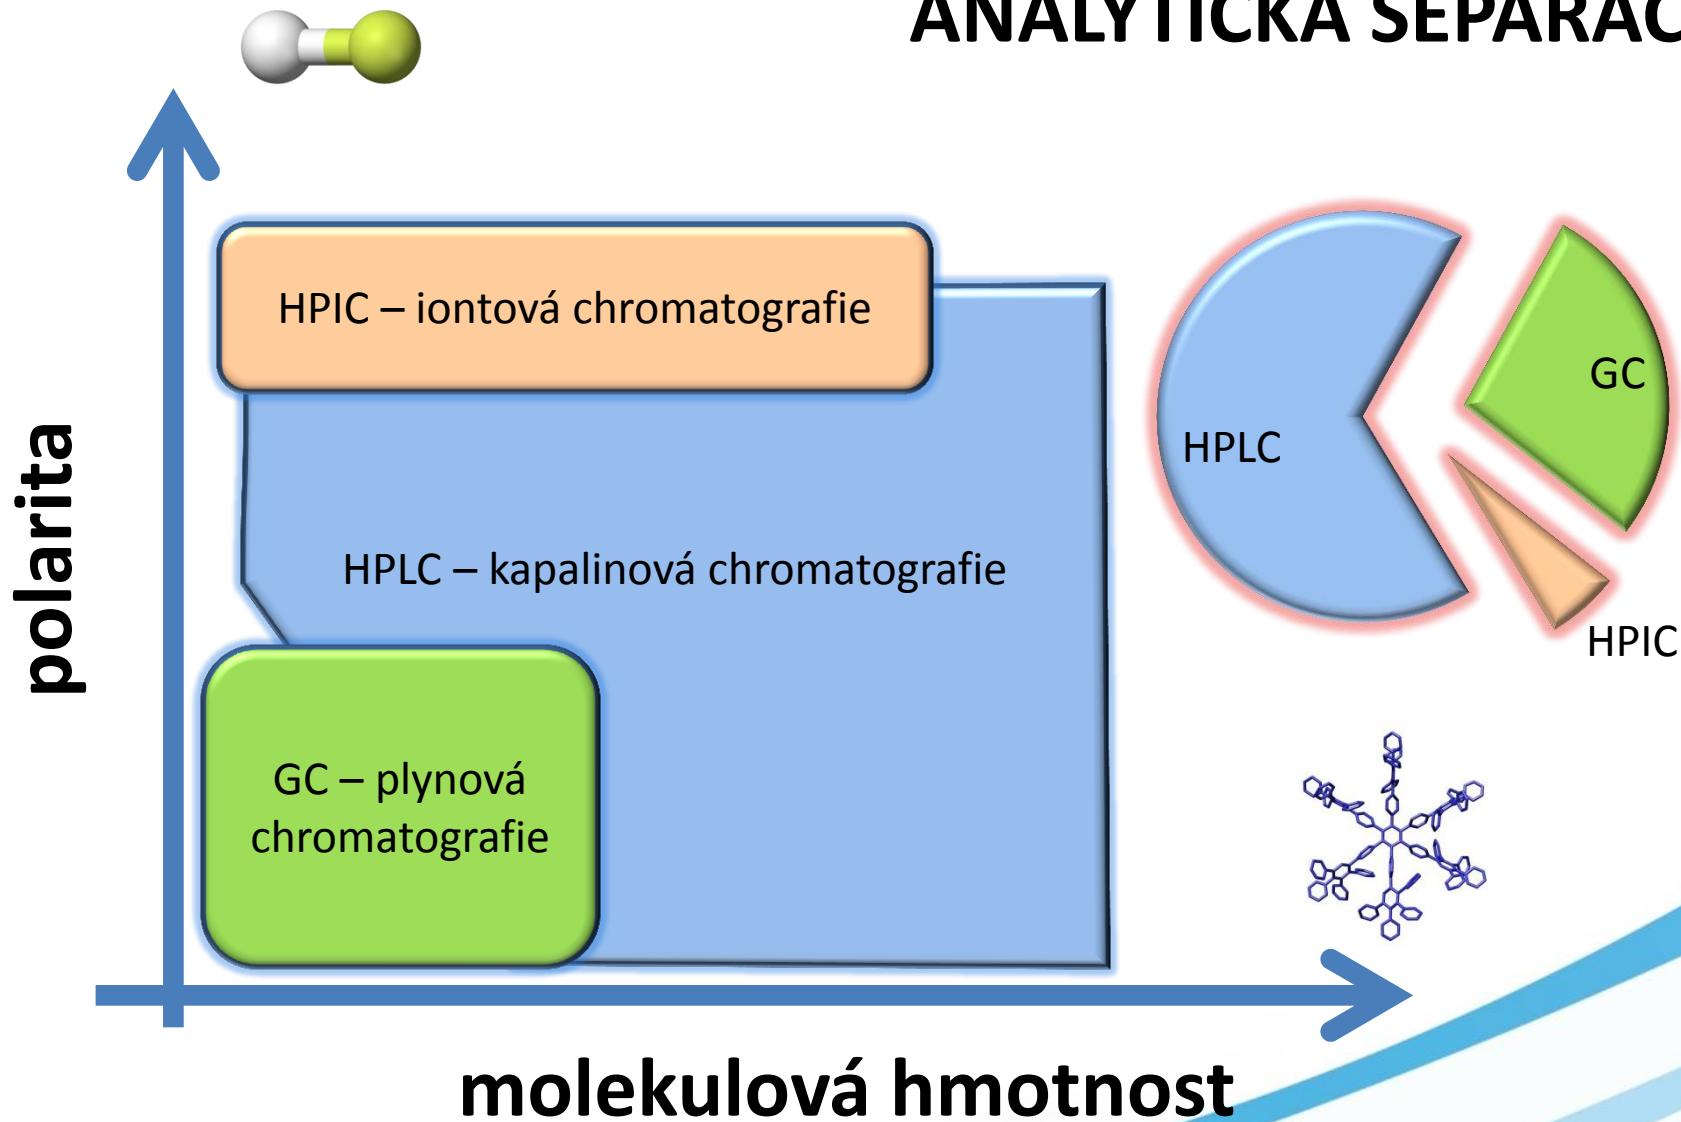 ANALYTICKÁ SEPARAC
polarita
HPIC – iontová chromatografie
HPLC – kapalinová chromatografie
GC – plynová
chromatografie
HPLC
GC
HPIC
molekulová hmotnost